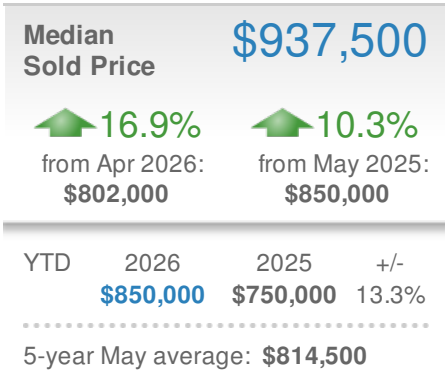 Median $937,500
Sold Price
16.9% 10.3%
from Apr 2026: from May 2025:
$802,000 $850,000
YTD 2026 2025 +/-
$850,000 $750,000 13.3%
5-year May average: $814,500